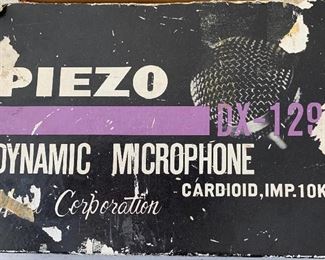 PIEZO
DX-129
DYNAMIC MICROPHONE
CARDIOID, IMP. 10K
Corporation